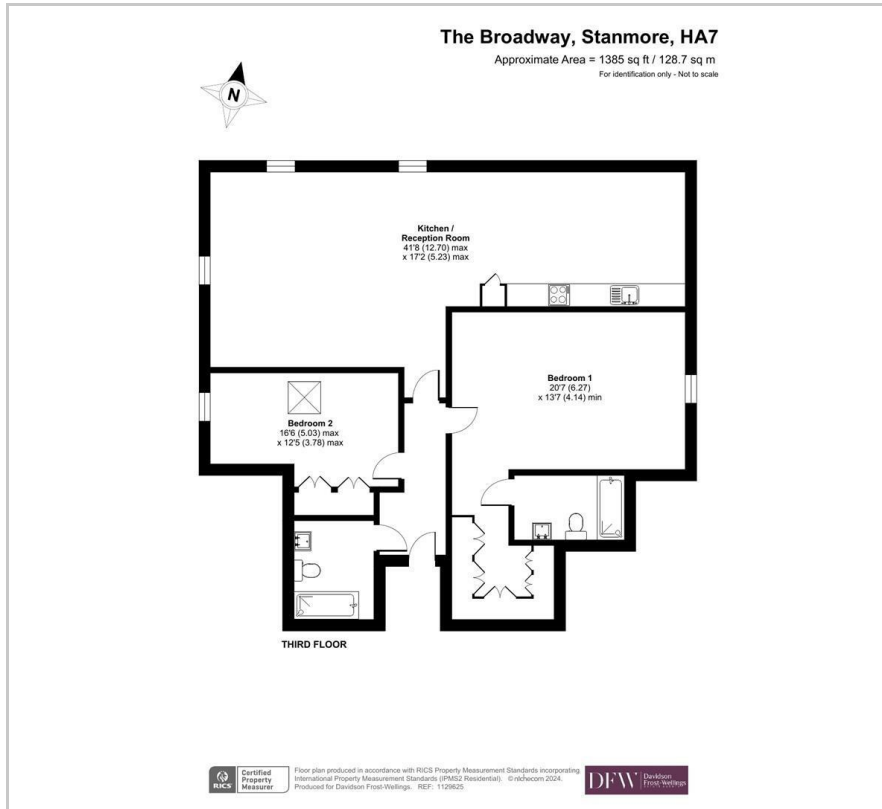 The Broadway, Stanmore, HA7
Approximate Area = 1385 sq ft / 128.7 sq m
For identification only - Not to scale
N
Kitchen /
Reception Room
41'8 (12.70) max
x 17'2 (5.23) max
Bedroom 1
20'7 (6.27)
x 13'7 (4.14) min
Bedroom 2
16'6 (5.03) max
x 12'5 (3.78) max
THIRD FLOOR
RICS
Certified
Property
Measurer
Floor plan produced in accordance with RICS Property Measurement Standards incorporating
International Property Measurement Standards (IPMS2 Residential). © nichecom 2024.
Produced for Davidson Frost-Wellings. REF: 1129625
DFW
Davidson
Frost-Wellings